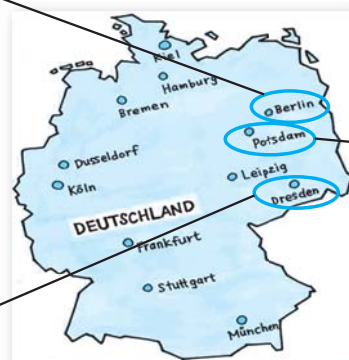 Kiel
Hamburg
Bremen
Berlin
Potsdam
Dusseldorf
Köln
Leipzig
Dresden
DEUTSCHLAND
Frankfurt
Stuttgart
München